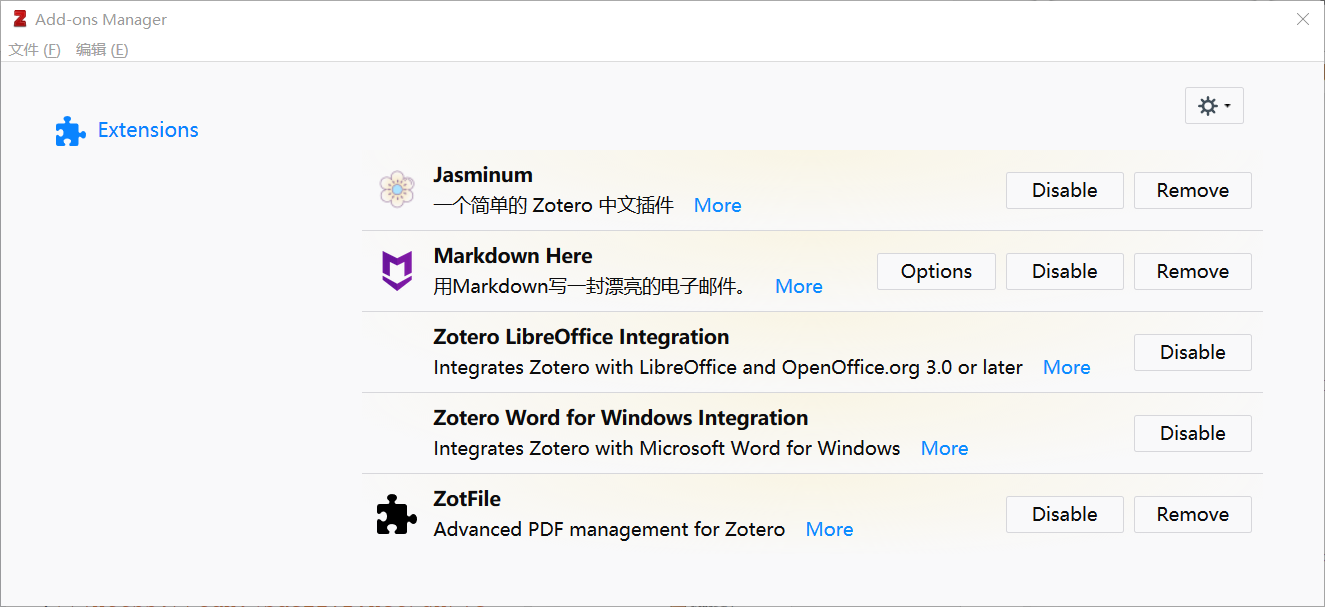 Add-ons Manager
文件 (F) 编辑 (E)
Extensions
Jasminum
一个简单的 Zotero 中文插件 More
Disable Remove
Markdown Here
用Markdown写一封漂亮的电子邮件。 More
Options Disable Remove
Zotero LibreOffice Integration
Integrates Zotero with LibreOffice and OpenOffice.org 3.0 or later More
Disable
Zotero Word for Windows Integration
Integrates Zotero with Microsoft Word for Windows More
Disable
ZotFile
Advanced PDF management for Zotero More
Disable Remove